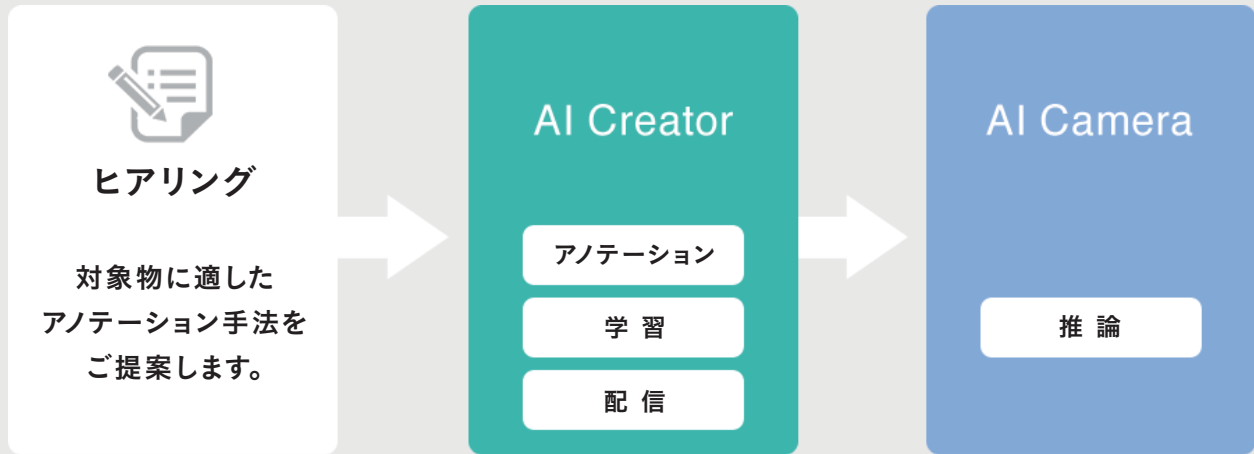 ヒアリング
対象物に適した
アノテーション手法を
ご提案します。
AI Creator
アノテーション
学習
配信
AI Camera
推論